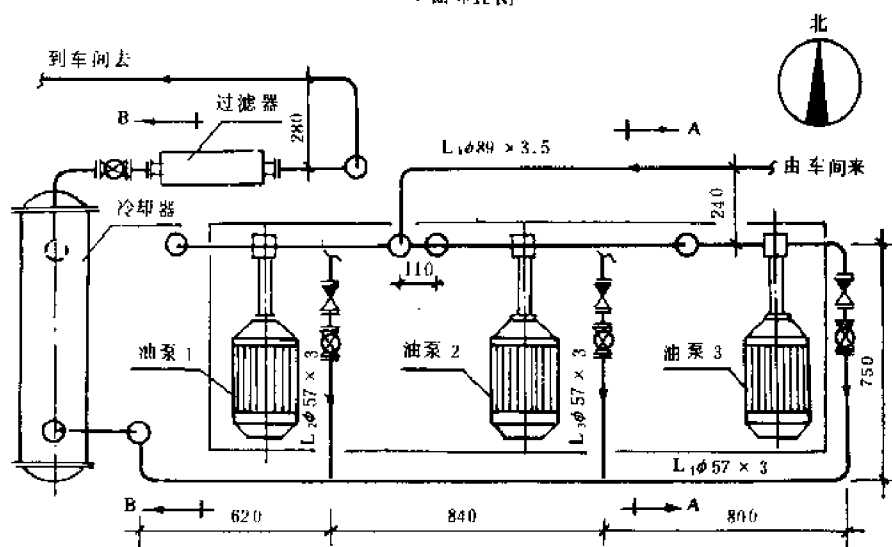 北
到车间去
B
过滤器
280
A
L₁ϕ89 × 3.5
由车间来
冷却器
240
110
油泵 1
油泵 2
油泵 3
L₂ϕ57 × 3
L₃ϕ57 × 3
750
L₁ϕ57 × 3
B
620
840
A
800